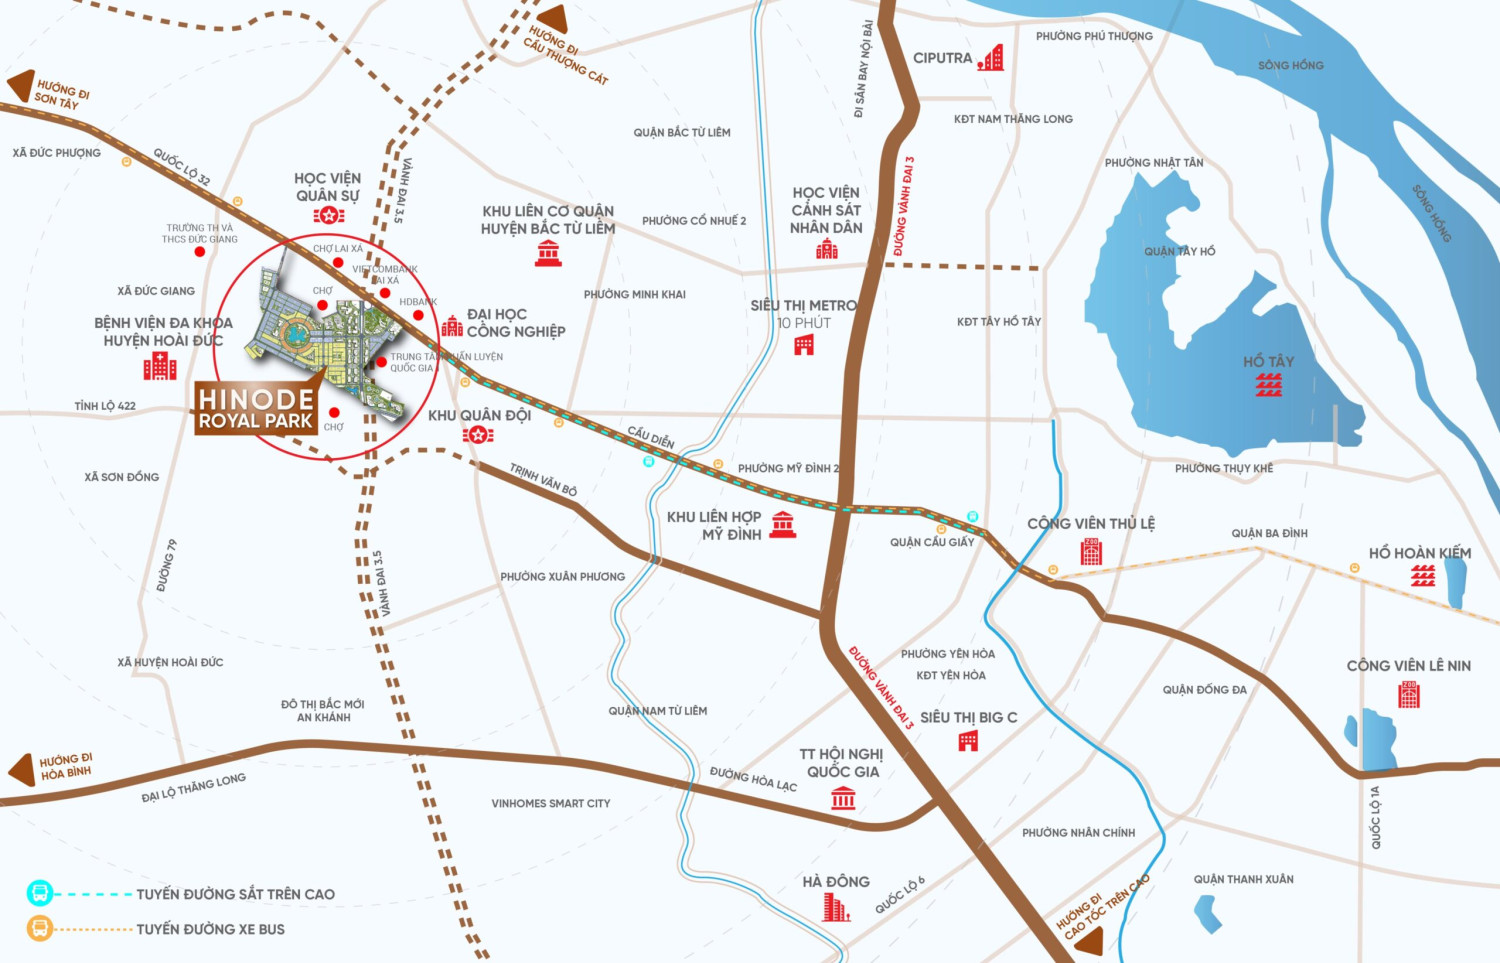 HƯỚNG ĐI
CẦU THƯỢNG CÁT
HƯỚNG ĐI
SƠN TÂY
XÃ ĐỨC PHƯỢNG
QUỐC LỘ 32
HỌC VIỆN
QUÂN SỰ
VÀNH ĐAI 3.5
TRƯỜNG TH VÀ
THCS ĐỨC GIANG
CHỢ LAI XÁ
VIETCOMBANK
LAI XÁ
CHỢ
HDBANK
XÃ ĐỨC GIANG
BỆNH VIỆN ĐA KHOA
HUYỆN HOÀI ĐỨC
ĐẠI HỌC
CÔNG NGHIỆP
TRUNG TÂM HUẤN LUYỆN
QUỐC GIA
HINODE
ROYAL PARK
CHỢ
TỈNH LỘ 422
KHU QUÂN ĐỘI
XÃ SƠN ĐỒNG
TRỊNH VĂN BÔ
ĐƯỜNG 79
VÀNH ĐAI 3.5
XÃ HUYỆN HOÀI ĐỨC
ĐÔ THỊ BẮC MỚI
AN KHÁNH
HƯỚNG ĐI
HÒA BÌNH
ĐẠI LỘ THĂNG LONG
VINHOMES SMART CITY
QUẬN BẮC TỪ LIÊM
KHU LIÊN CƠ QUÂN
HUYỆN BẮC TỪ LIÊM
PHƯỜNG CỔ NHUẾ 2
PHƯỜNG MINH KHAI
HỌC VIỆN
CẢNH SÁT
NHÂN DÂN
SIÊU THỊ METRO
10 PHÚT
CẦU DIỄN
PHƯỜNG MỸ ĐÌNH 2
KHU LIÊN HỢP
MỸ ĐÌNH
PHƯỜNG XUÂN PHƯƠNG
QUẬN NAM TỪ LIÊM
ĐƯỜNG HÒA LẠC
TT HỘI NGHỊ
QUỐC GIA
HÀ ĐÔNG
QUỐC LỘ 6
ĐI SÂN BAY NỘI BÀI
ĐƯỜNG VÀNH ĐAI 3
CIPUTRA
PHƯỜNG PHÚ THƯỢNG
KĐT NAM THĂNG LONG
SÔNG HỒNG
SÔNG HỒNG
PHƯỜNG NHẬT TÂN
QUẬN TÂY HỒ
KĐT TÂY HỒ TÂY
HỒ TÂY
PHƯỜNG THỤY KHÊ
CÔNG VIÊN THỦ LỆ
QUẬN CẦU GIẤY
QUẬN BA ĐÌNH
HỒ HOÀN KIẾM
PHƯỜNG YÊN HÒA
KĐT YÊN HÒA
ĐƯỜNG VÀNH ĐAI 3
SIÊU THỊ BIG C
QUẬN ĐỐNG ĐA
CÔNG VIÊN LÊ NIN
QUỐC LỘ 1A
PHƯỜNG NHÂN CHÍNH
QUẬN THANH XUÂN
HƯỚNG ĐI
CAO TỐC TRÊN CAO
ZOO
ZOO
TUYẾN ĐƯỜNG SẮT TRÊN CAO
TUYẾN ĐƯỜNG XE BUS